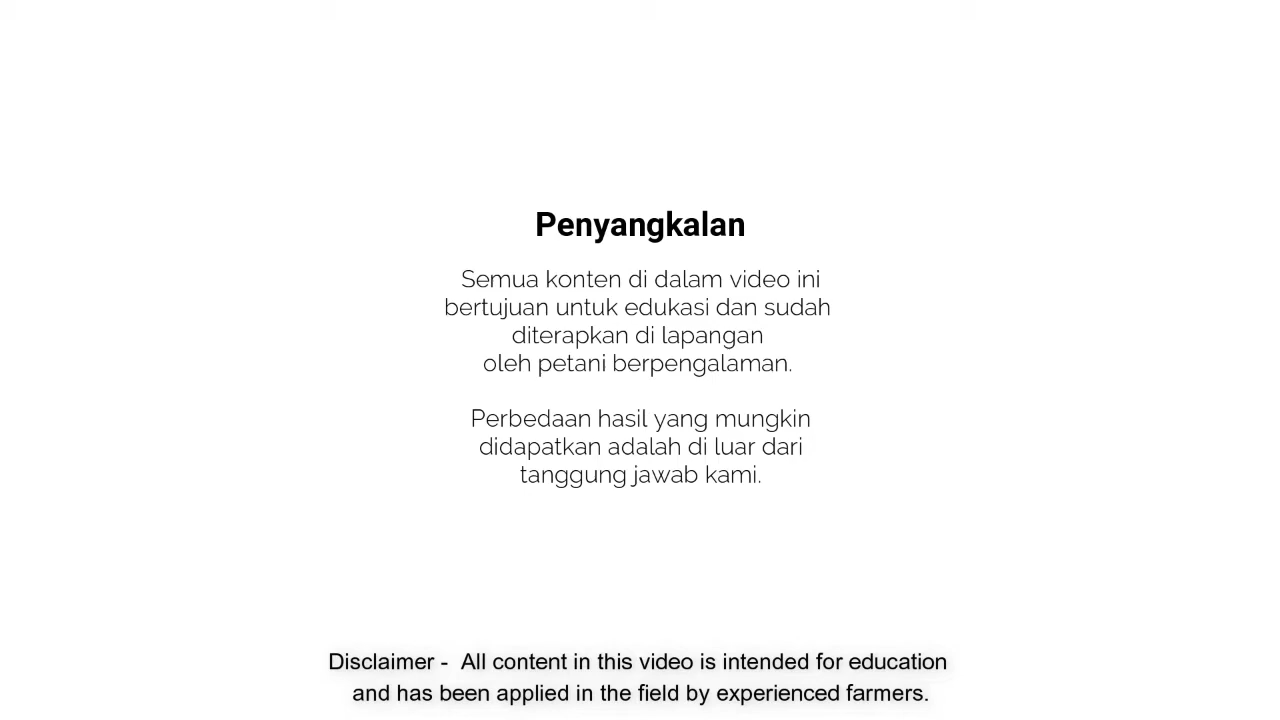 Penyangkalan
Semua konten di dalam video ini
bertujuan untuk edukasi dan sudah
diterapkan di lapangan
oleh petani berpengalaman.
Perbedaan hasil yang mungkin
didapatkan adalah di luar dari
tanggung jawab kami.
Disclaimer - All content in this video is intended for education
and has been applied in the field by experienced farmers.